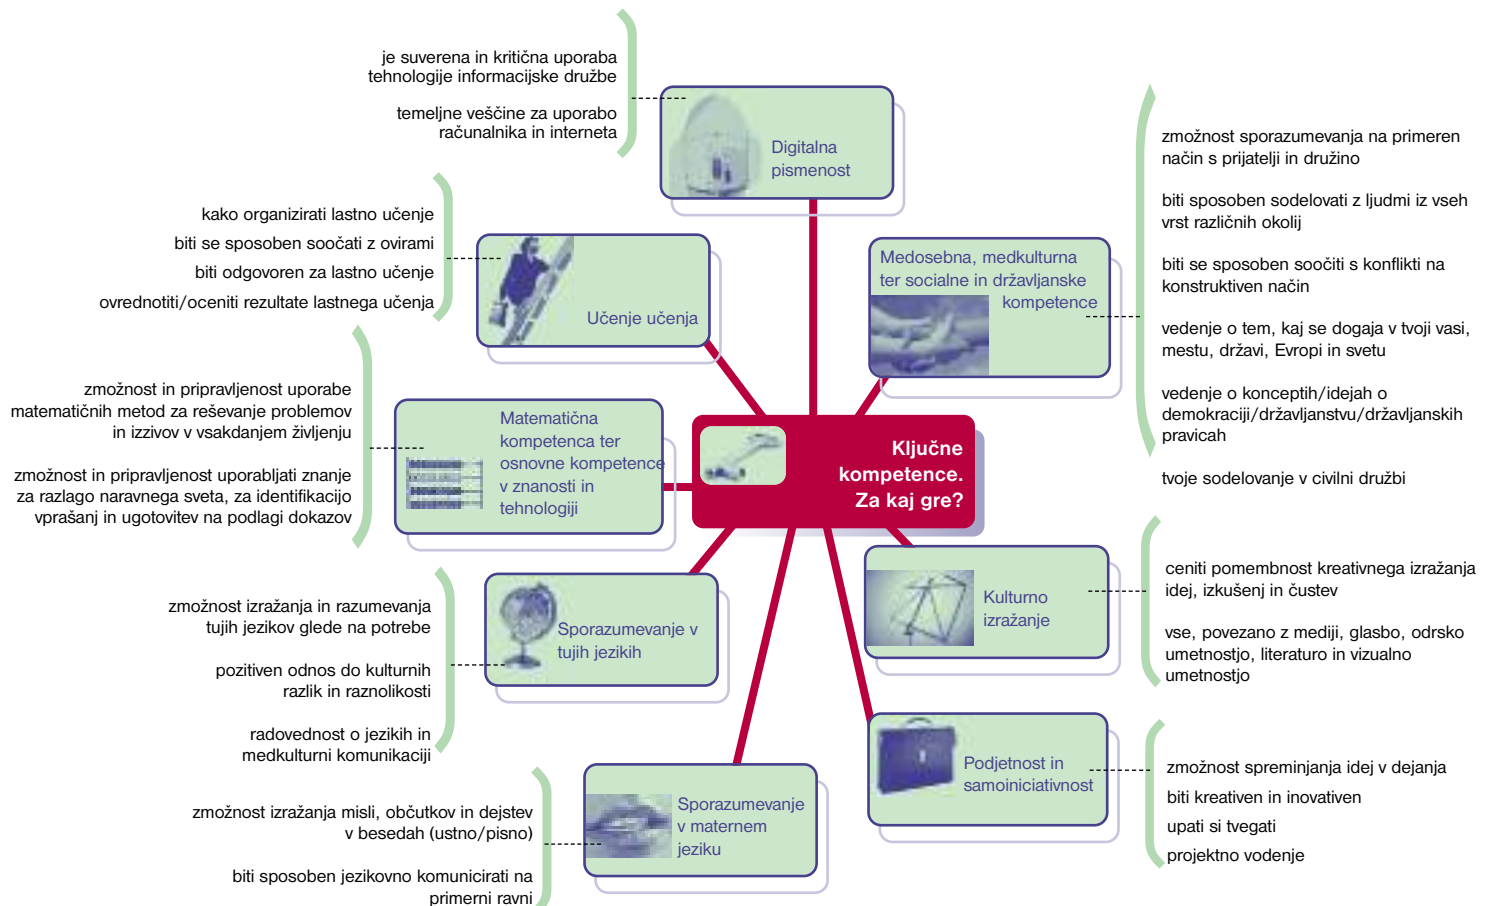 je suverena in kritična uporaba
tehnologije informacijske družbe
temeljne veščine za uporabo
računalnika in interneta
Digitalna
pismenost
kako organizirati lastno učenje
biti se sposoben soočati z ovirami
biti odgovoren za lastno učenje
ovrednotiti/oceniti rezultate lastnega učenja
Učenje učenja
Medosebna, medkulturna
ter socialne in državljanske
kompetence
zmožnost sporazumevanja na primeren
način s prijatelji in družino
biti sposoben sodelovati z ljudmi iz vseh
vrst različnih okolij
biti se sposoben soočiti s konflikti na
konstruktiven način
vedenje o tem, kaj se dogaja v tvoji vasi,
mestu, državi, Evropi in svetu
vedenje o konceptih/idejah o
demokraciji/državljanstvu/državljanskih
pravicah
tvoje sodelovanje v civilni družbi
zmožnost in pripravljenost uporabe
matematičnih metod za reševanje problemov
in izzivov v vsakdanjem življenju
zmožnost in pripravljenost uporabljati znanje
za razlago naravnega sveta, za identifikacijo
vprašanj in ugotovitev na podlagi dokazov
Matematična
kompetenca ter
osnovne kompetence
v znanosti in
tehnologiji
Ključne
kompetence.
Za kaj gre?
zmožnost izražanja in razumevanja
tujih jezikov glede na potrebe
pozitiven odnos do kulturnih
razlik in raznolikosti
radovednost o jezikih in
medkulturni komunikaciji
Sporazumevanje v
tujih jezikih
Kulturno
izražanje
ceniti pomembnost kreativnega izražanja
idej, izkušenj in čustev
vse, povezano z mediji, glasbo, odrsko
umetnostjo, literaturo in vizualno
umetnostjo
zmožnost izražanja misli, občutkov in dejstev
v besedah (ustno/pisno)
biti sposoben jezikovno komunicirati na
primerni ravni
Sporazumevanje
v maternem
jeziku
Podjetnost in
samoiniciativnost
zmožnost spreminjanja idej v dejanja
biti kreativen in inovativen
upati si tvegati
projektno vodenje